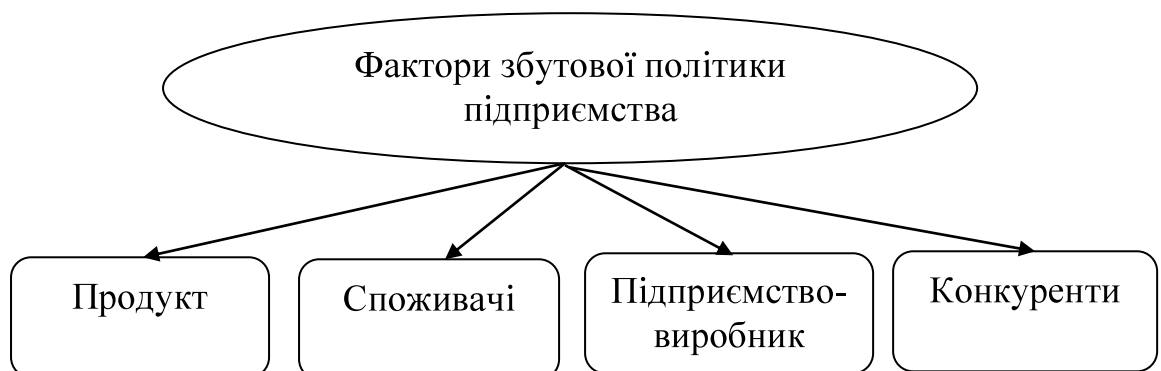 Фактори збутової політики
підприємства
Продукт
Споживачі
Підприємство-
виробник
Конкуренти